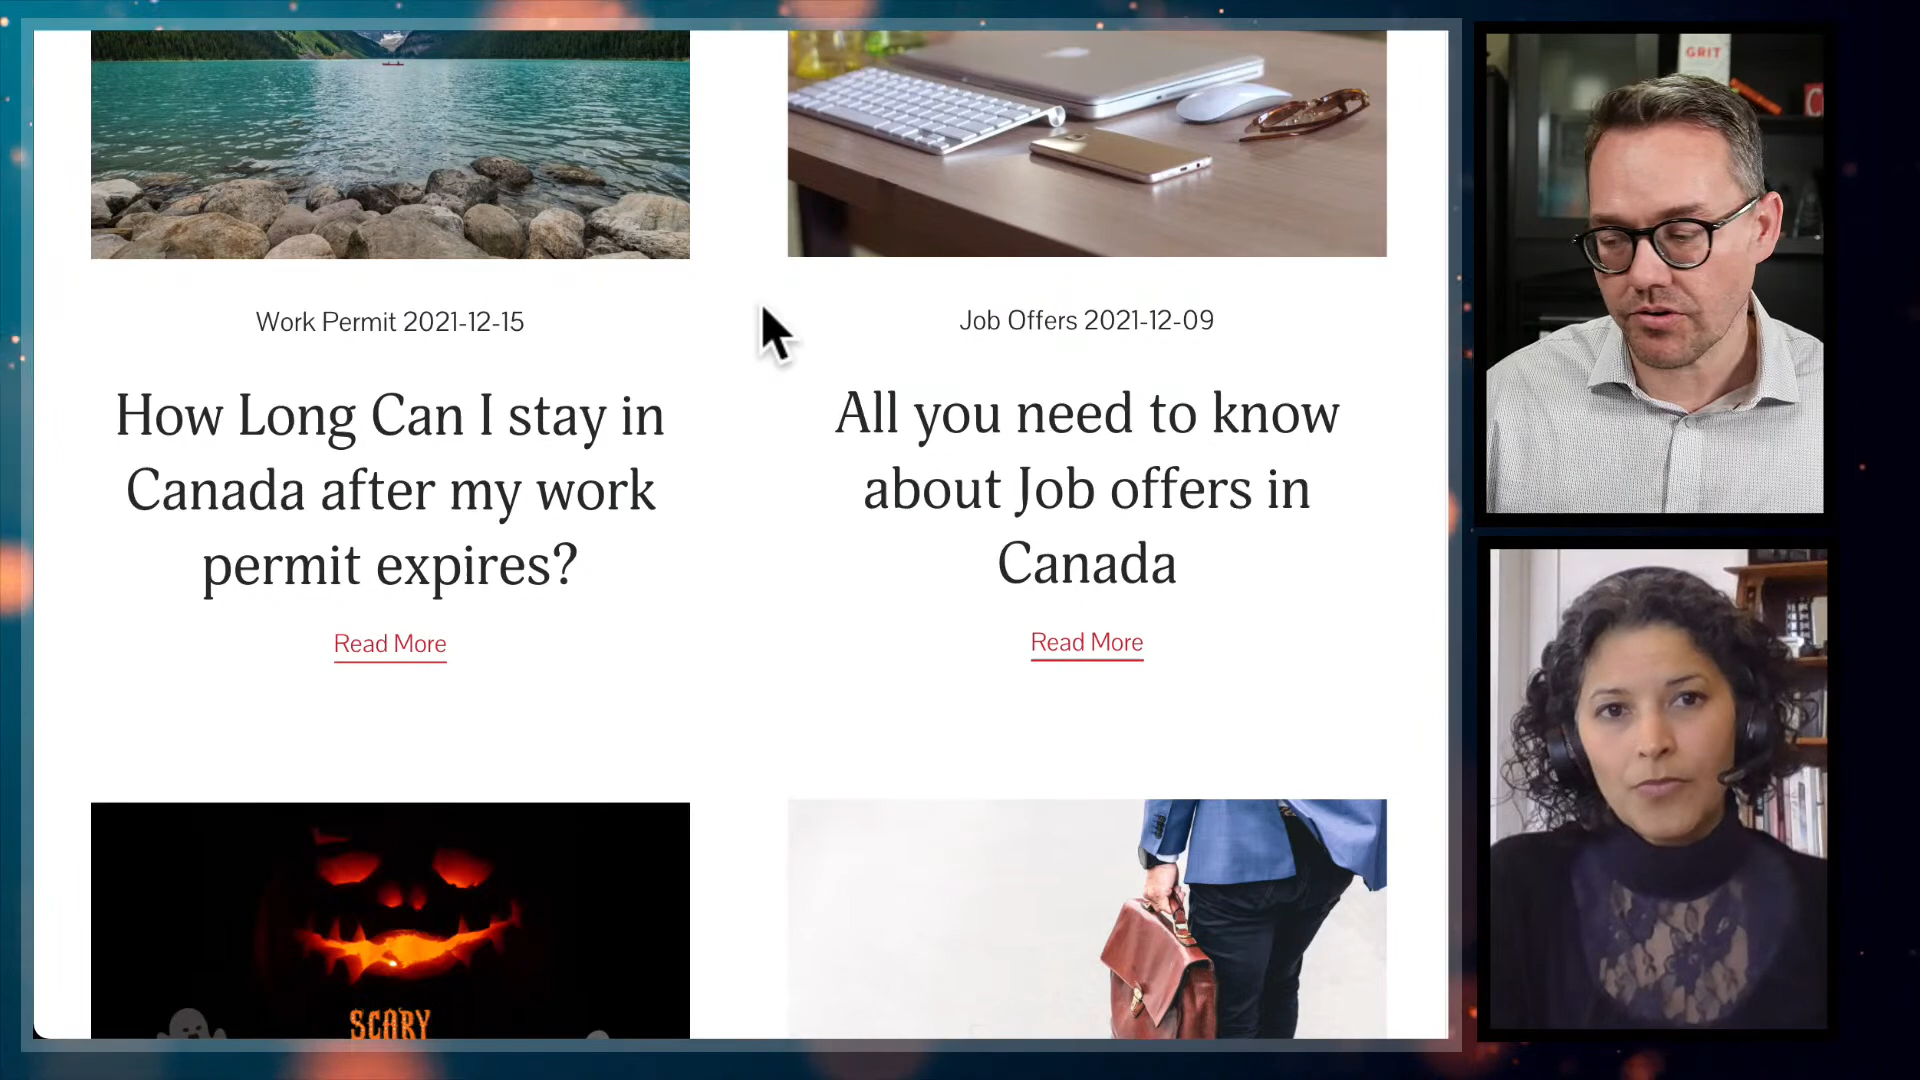 GRIT
C
Work Permit 2021-12-15
Job Offers 2021-12-09
How Long Can I stay in
Canada after my work
permit expires?
All you need to know
about Job offers in
Canada
Read More
Read More
SCARY